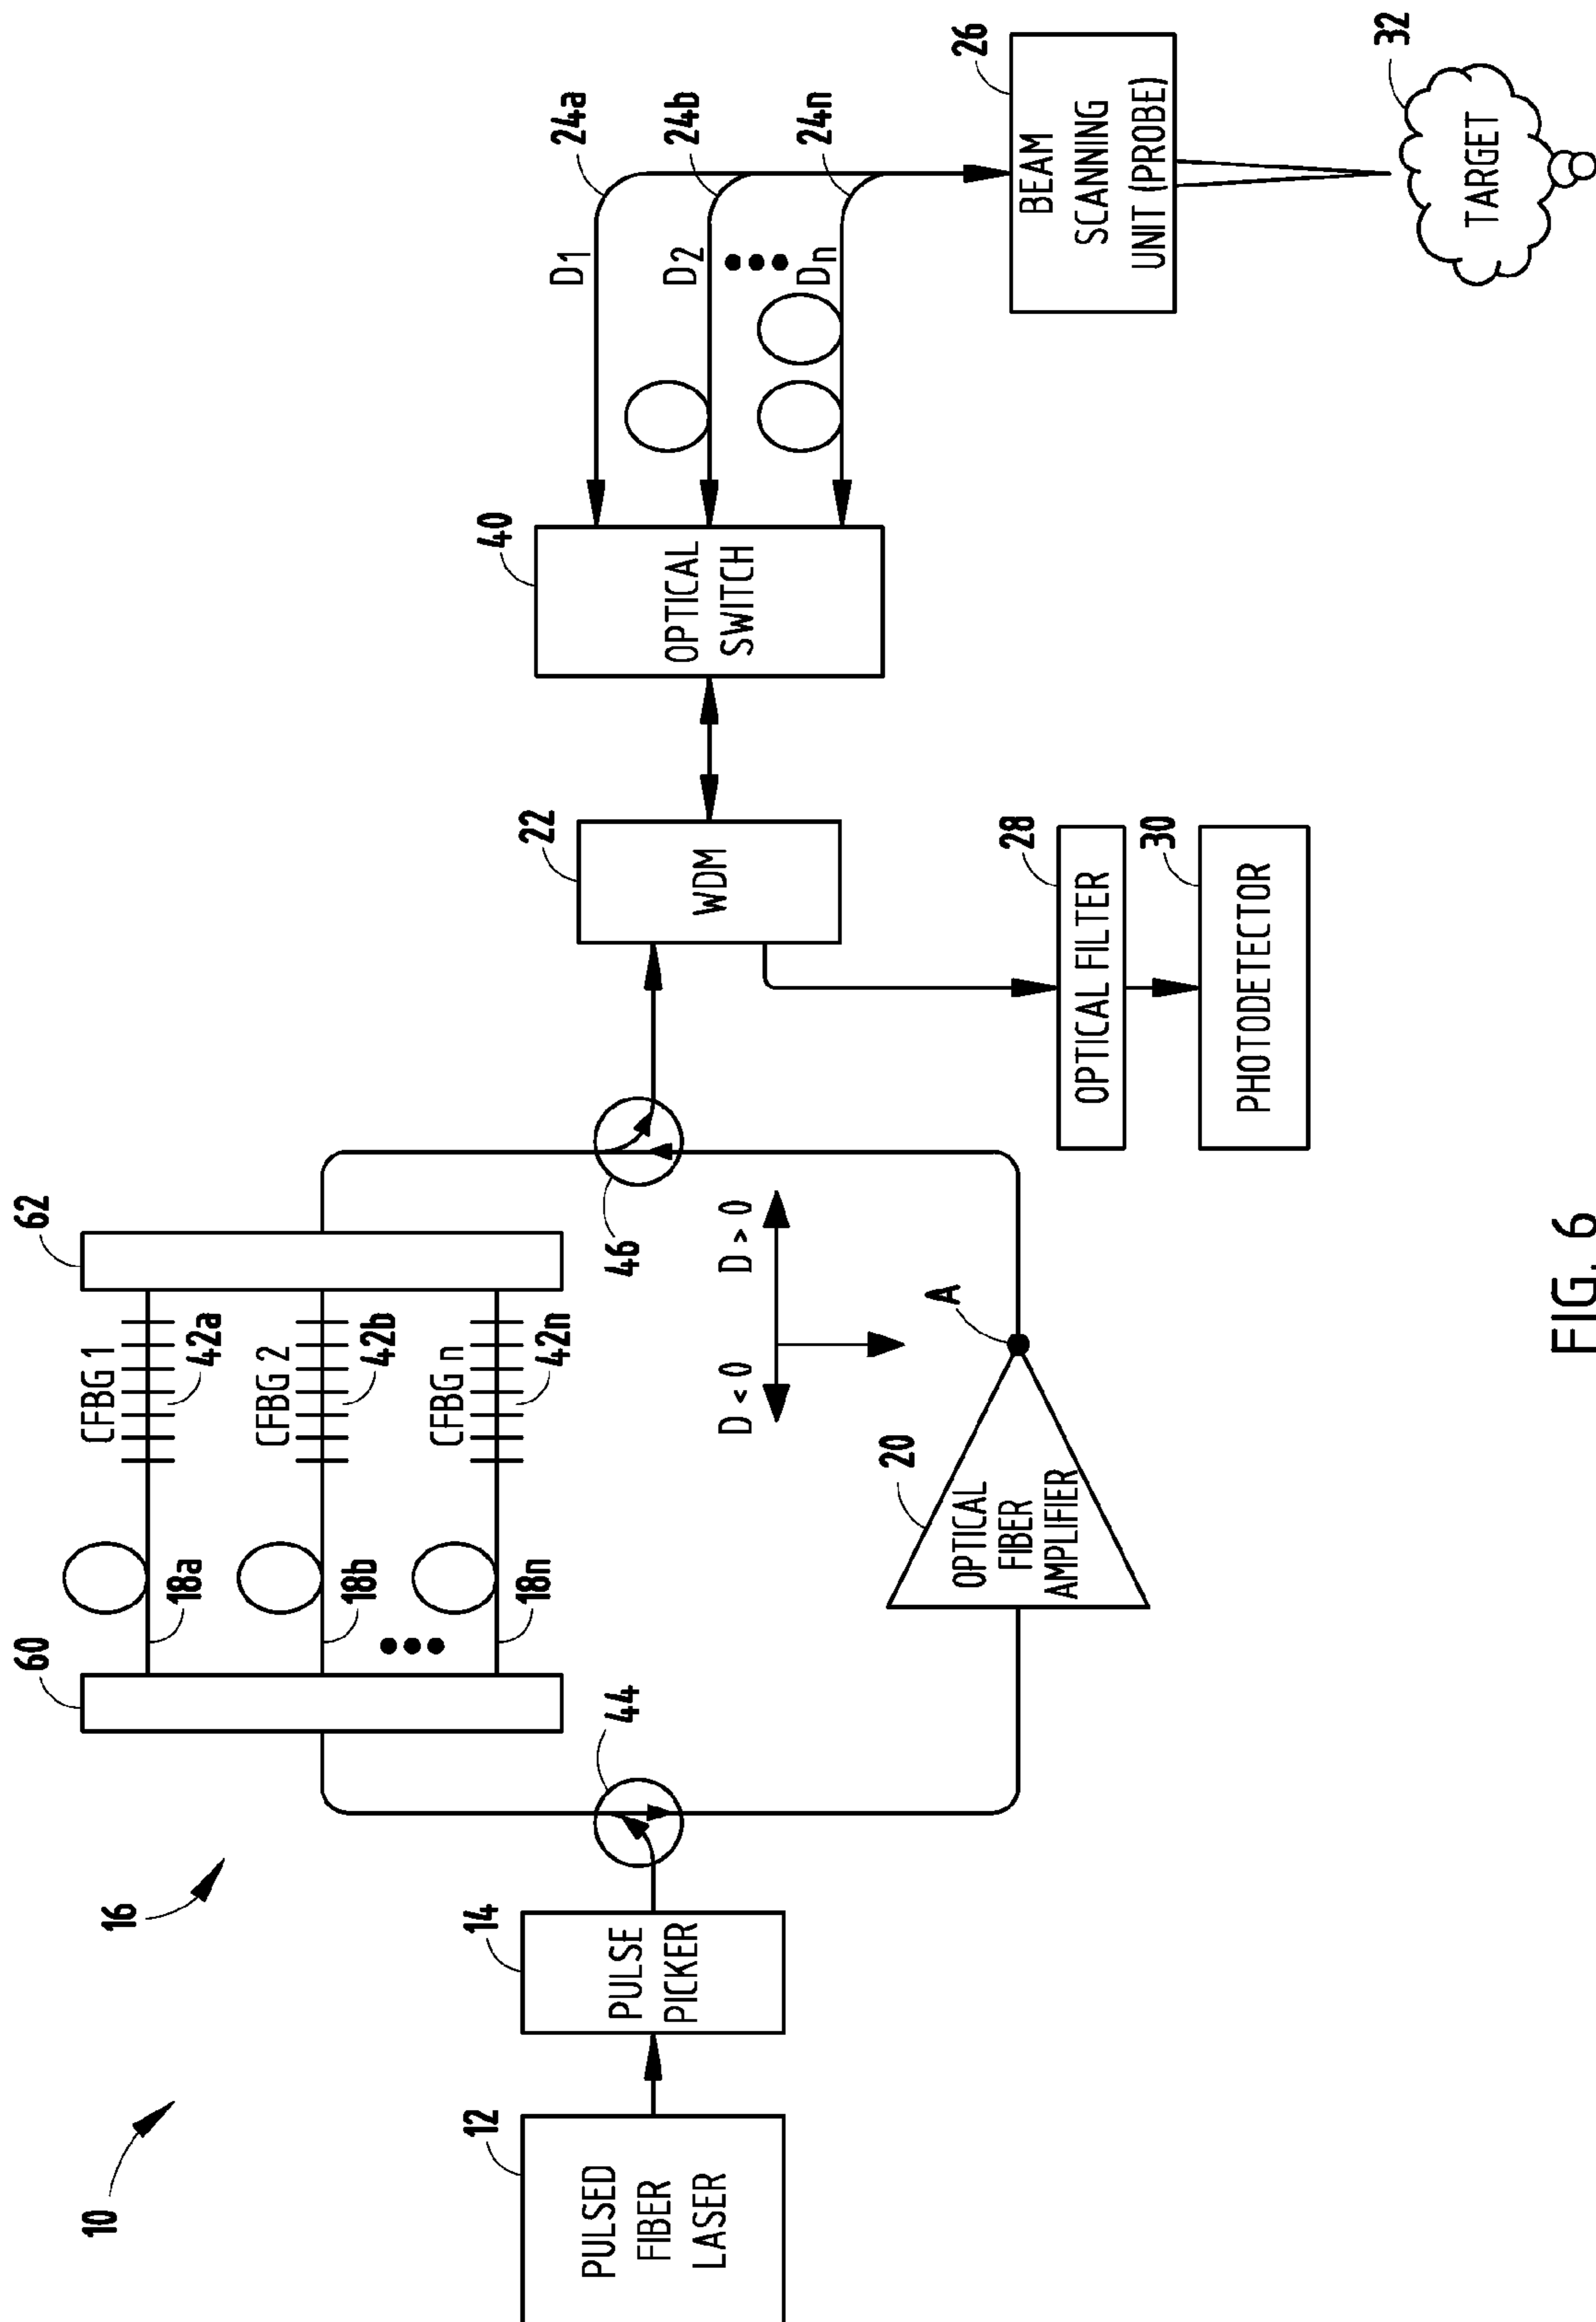 10
16
12
PULSED
FIBER
LASER
14
PULSE
PICKER
44
60
62
18a
18b
18n
CFBG 1
42a
CFBG 2
42b
CFBG n
42n
46
20
OPTICAL
FIBER
AMPLIFIER
A
D < 0
D > 0
22
WDM
28
OPTICAL FILTER
30
PHOTODETECTOR
40
OPTICAL
SWITCH
D1
24a
D2
24b
Dn
24n
26
BEAM
SCANNING
UNIT (PROBE)
32
TARGET
FIG. 6